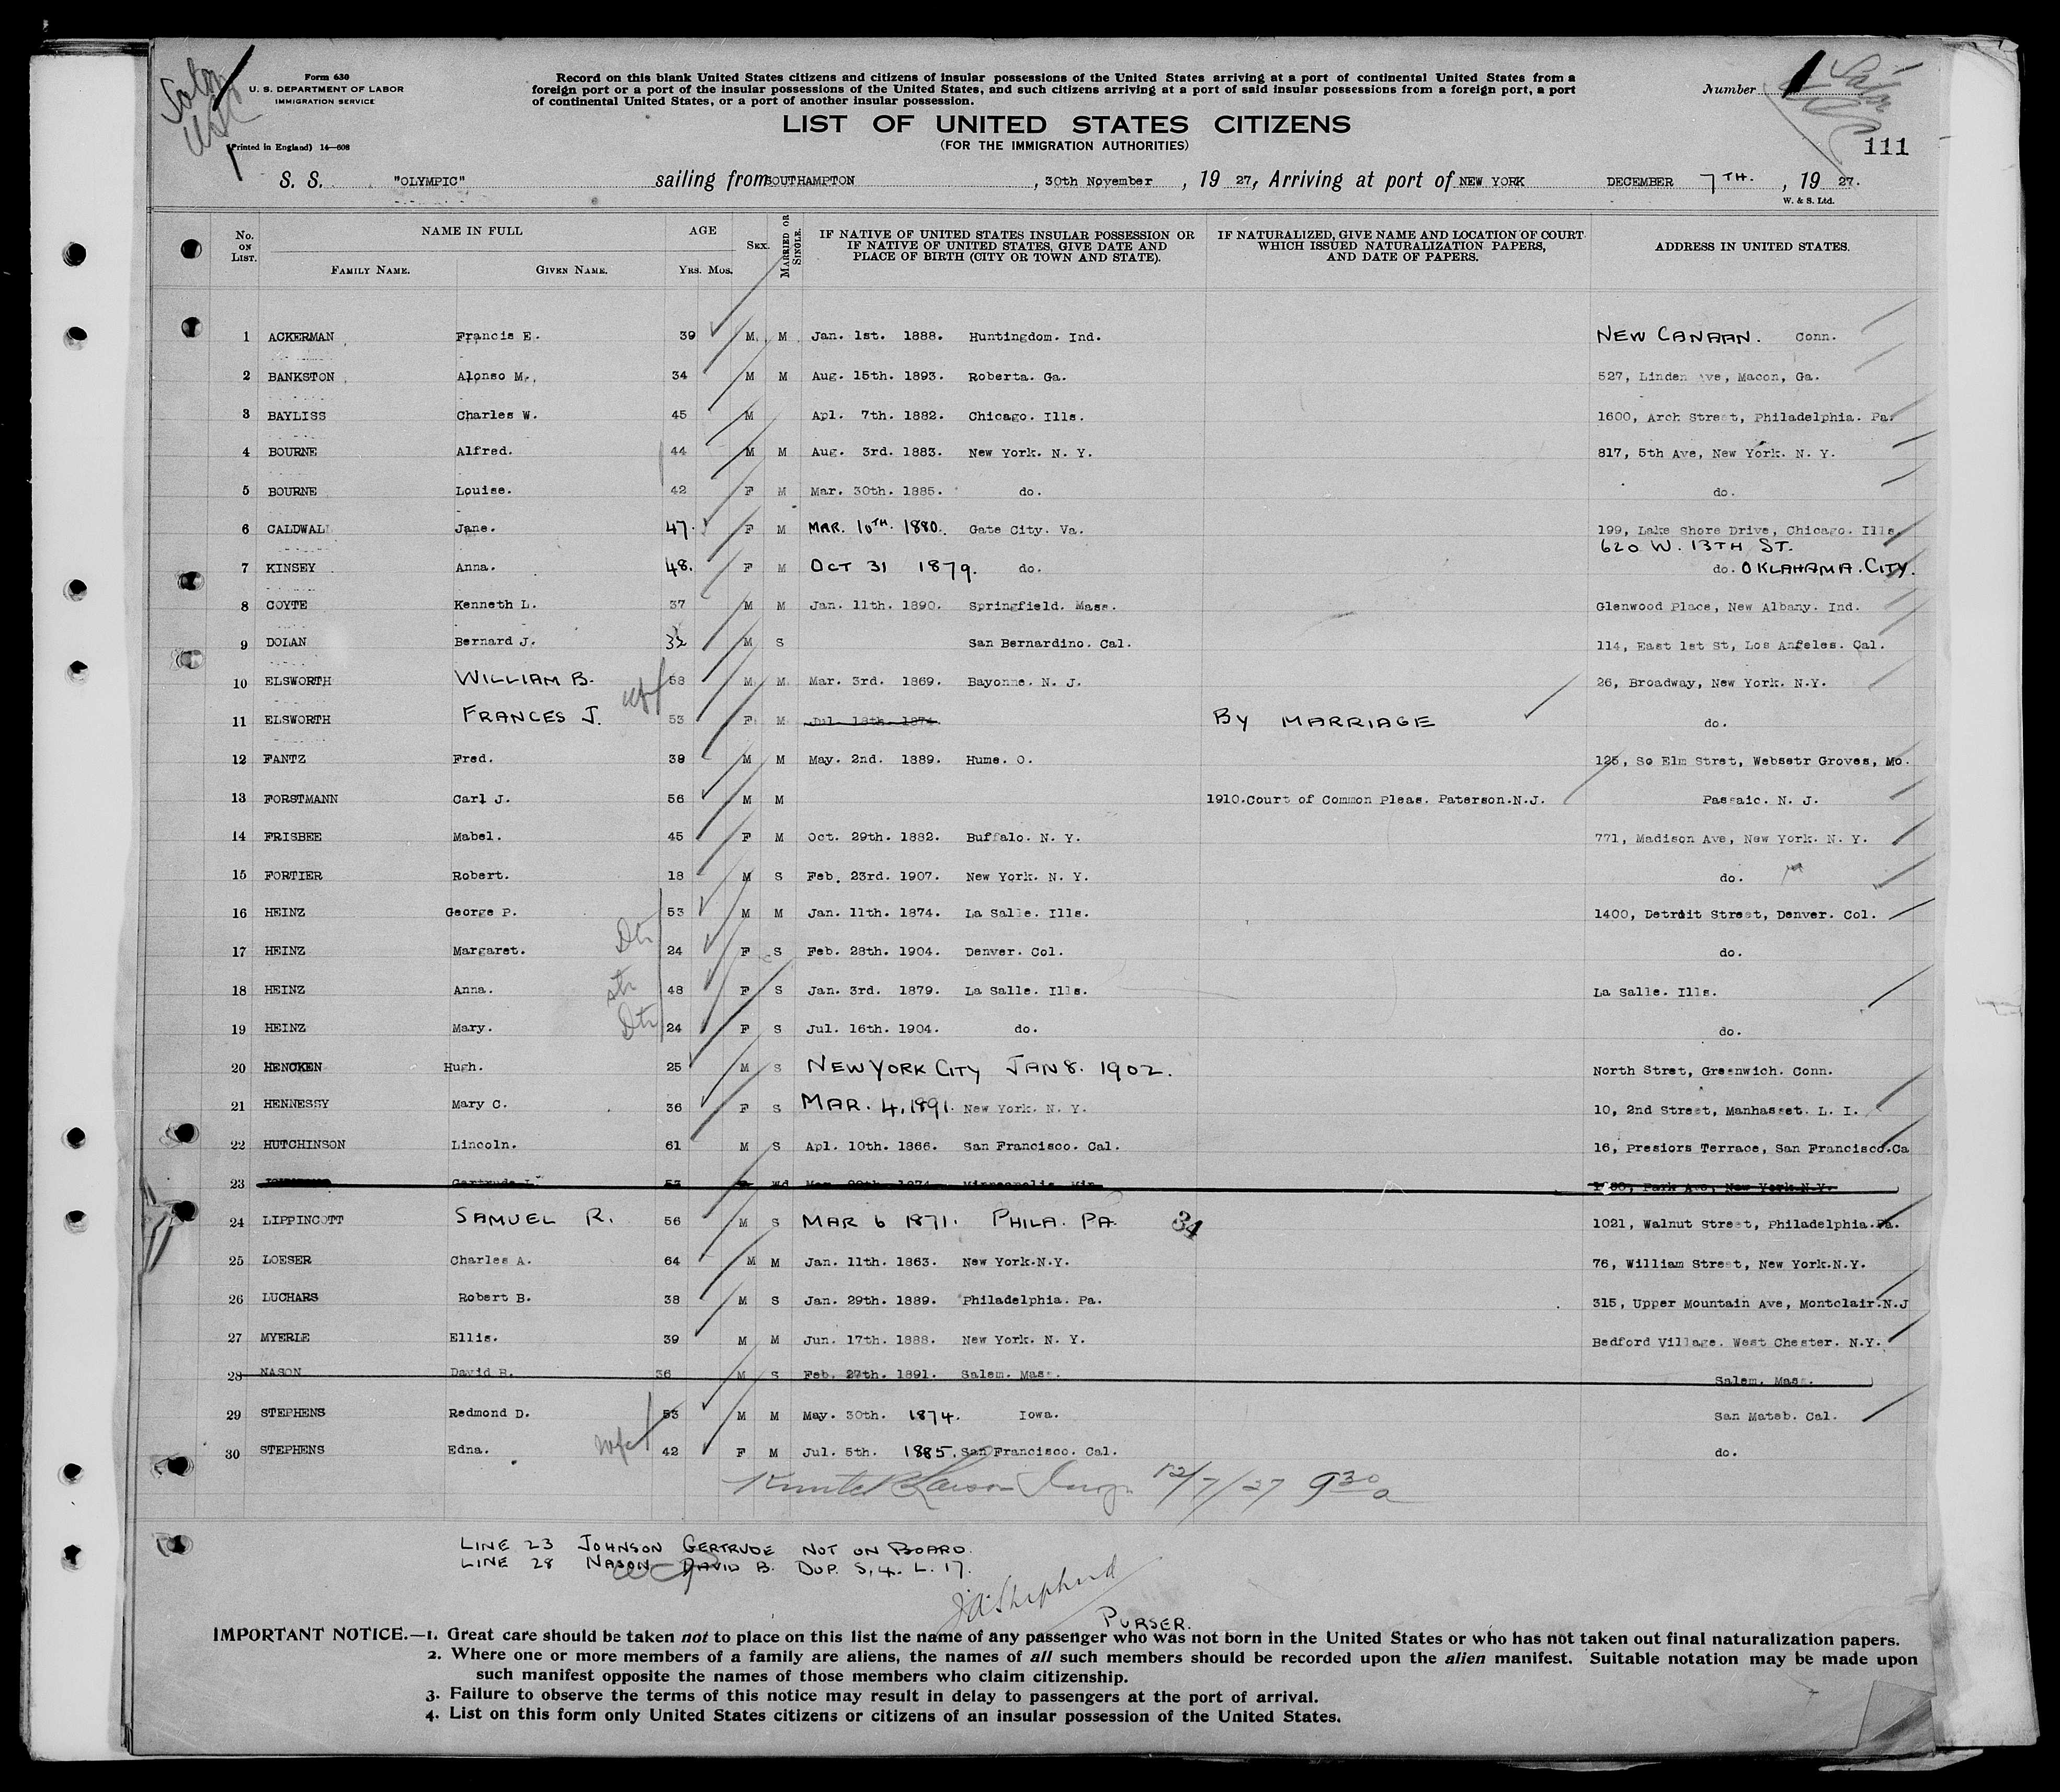 Form 630
U. S. DEPARTMENT OF LABOR
IMMIGRATION SERVICE
(Printed in England) 14—608
Record on this blank United States citizens and citizens of insular possessions of the United States arriving at a port of continental United States from a
foreign port or a port of the insular possessions of the United States, and such citizens arriving at a port of said insular possessions from a foreign port, a port
of continental United States, or a port of another insular possession.
Number 1
LIST OF UNITED STATES CITIZENS
(FOR THE IMMIGRATION AUTHORITIES)
111
S. S. "OLYMPIC" sailing from SOUTHAMPTON, 30th November, 19 27, Arriving at port of NEW YORK DECEMBER 7TH., 19 27.
W. & S. Ltd.
No. ON LIST. NAME IN FULL AGE SEX. MARRIED OR SINGLE. IF NATIVE OF UNITED STATES INSULAR POSSESSION OR IF NATIVE OF UNITED STATES, GIVE DATE AND PLACE OF BIRTH (CITY OR TOWN AND STATE). IF NATURALIZED, GIVE NAME AND LOCATION OF COURT WHICH ISSUED NATURALIZATION PAPERS, AND DATE OF PAPERS. ADDRESS IN UNITED STATES.
FAMILY NAME. GIVEN NAME. YRS. MOS.
1 ACKERMAN Francis E. 39 M M Jan. 1st. 1888. Huntingdom. Ind. NEW CANAAN. Conn.
2 BANKSTON Alonso M. 34 M M Aug. 15th. 1893. Roberta. Ga. 527, Linden ve, Macon, Ga.
3 BAYLISS Charles W. 45 M Apl. 7th. 1882. Chicago. Ills. 1600, Arch Street, Philadelphia. Pa.
4 BOURNE Alfred. 44 M M Aug. 3rd. 1883. New York. N. Y. 817, 5th Ave, New York. N. Y.
5 BOURNE Louise. 42 F M Mar. 30th. 1885. do. do.
6 CALDWAL Jane. 47. F M MAR. 10TH. 1880. Gate City. Va. 199, Lake Shore Drive, Chicago. Ills.
620 W. 13TH ST.
7 KINSEY Anna. 48. F M OCT 31 1879. do. do. OKLAHAMA. CITY.
8 COYTE Kenneth L. 37 M M Jan. 11th. 1890. Springfield. Mass. Glenwood Place, New Albany. Ind.
9 DOLAN Bernard J. 32 M S San Bernardino. Cal. 114, East 1st St, Los Anfeles. Cal.
10 ELSWORTH WILLIAM B. 58 M M Mar. 3rd. 1869. Bayonne. N. J. 26, Broadway, New York. N.Y.
11 ELSWORTH FRANCES J. wf 53 F M Jul. 18th. 1874. BY MARRIAGE do.
12 FANTZ Fred. 38 M M May. 2nd. 1889. Hume. O. 125, So Elm Stret, Websetr Groves, Mo.
13 FORSTMANN Carl J. 56 M M 1910.Court of Common Pleas. Paterson.N.J. Passaic. N. J.
14 FRISBEE Mabel. 45 F M Oct. 29th. 1882. Buffalo. N. Y. 771, Madison Ave, New York. N. Y.
15 FORTIER Robert. 18 M S Feb. 23rd. 1907. New York. N. Y. do.
16 HEINZ George P. 53 M M Jan. 11th. 1874. La Salle. Ills. 1400, Detroit Street, Denver. Col.
17 HEINZ Margaret. Dtr 24 F S Feb. 28th. 1904. Denver. Col. do.
18 HEINZ Anna. str 48 F S Jan. 3rd. 1879. La Salle. Ills. La Salle. Ills.
19 HEINZ Mary. Dtr 24 F S Jul. 16th. 1904. do. do.
20 HENCKEN Hugh. 25 M S NEW YORK CITY JAN 8. 1902. North Stret, Greenwich. Conn.
21 HENNESSY Mary C. 36 F S MAR. 4, 1891. New York. N. Y. 10, 2nd Street, Manhasset. L. I.
22 HUTCHINSON Lincoln. 61 M S Apl. 10th. 1866. San Francisco. Cal. 16, Presiors Terrace, San Francisco.Ca
23 Gertrude L. 53 Wd Minneapolis. Min Park Ave, New York.N.Y.
24 LIPPINCOTT SAMUEL R. 56 M S MAR 6 1871. PHILA. PA. 34 1021, Walnut Street, Philadelphia.Pa.
25 LOESER Charles A. 64 M M Jan. 11th. 1863. New York.N.Y. 76, William Street, New York.N.Y.
26 LUCHARS Robert B. 38 M S Jan. 29th. 1889. Philadelphia. Pa. 315, Upper Mountain Ave, Montclair.N.J
27 MYERLE Ellis. 39 M M Jun. 17th. 1888. New York. N. Y. Bedford Village. West Chester. N.Y.
28 NASON David B. 36 M S Feb. 27th. 1891. Salem. Mass. Salem. Mass.
29 STEPHENS Redmond D. 53 M M May. 30th. 1874. Iowa. San Mateb. Cal.
30 STEPHENS Edna. wife 42 F M Jul. 5th. 1885. San Francisco. Cal. do.
12/7/27 9 30 a
LINE 23 JOHNSON GERTRUDE NOT ON BOARD.
LINE 28 NASON DAVID B. DUP. S. 4. L. 17.
J A Shepherd
PURSER.
IMPORTANT NOTICE.—1. Great care should be taken not to place on this list the name of any passenger who was not born in the United States or who has not taken out final naturalization papers.
2. Where one or more members of a family are aliens, the names of all such members should be recorded upon the alien manifest. Suitable notation may be made upon
such manifest opposite the names of those members who claim citizenship.
3. Failure to observe the terms of this notice may result in delay to passengers at the port of arrival.
4. List on this form only United States citizens or citizens of an insular possession of the United States.